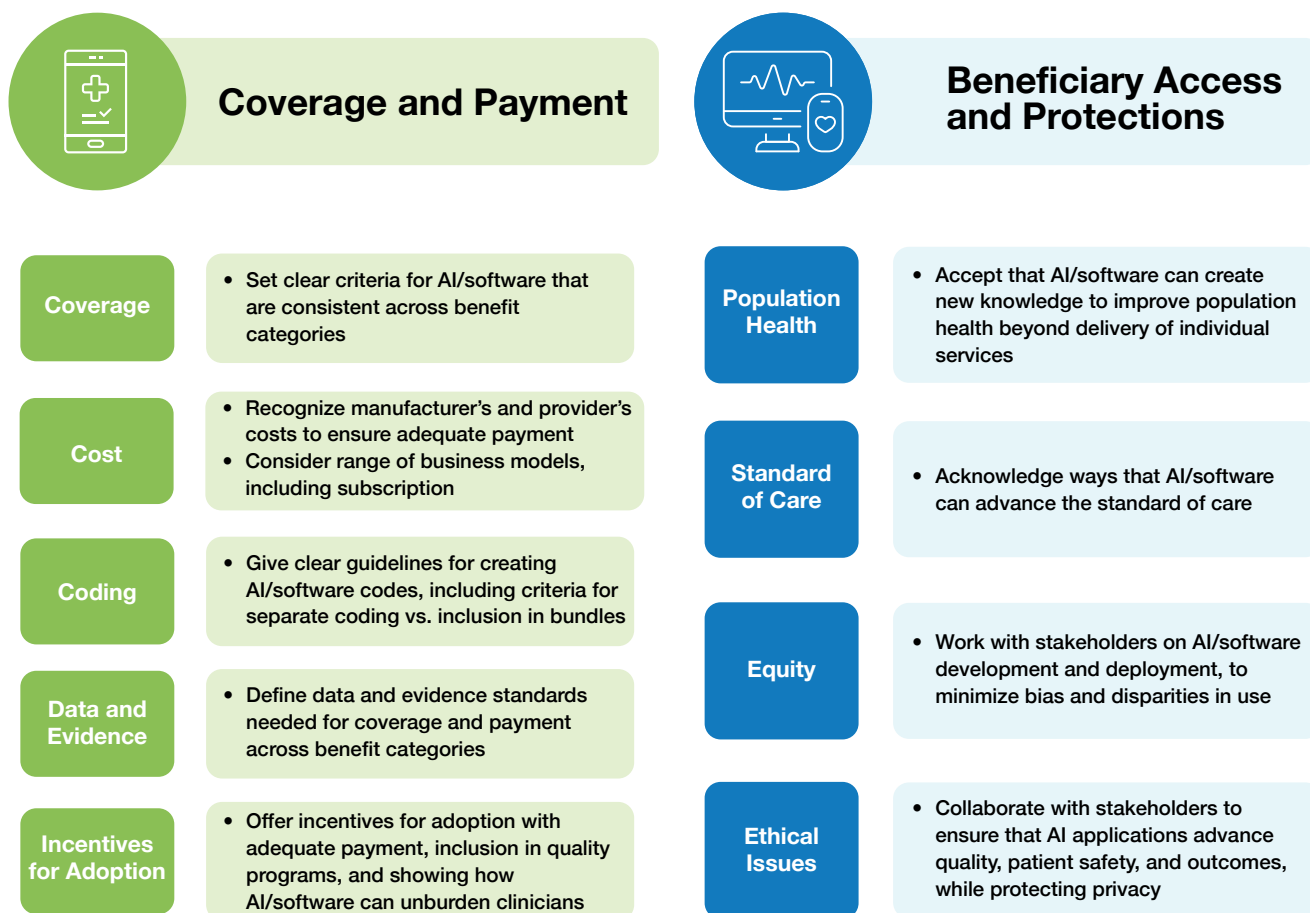 Coverage and Payment
Coverage
• Set clear criteria for AI/software that
are consistent across benefit
categories
Cost
• Recognize manufacturer’s and provider’s
costs to ensure adequate payment
• Consider range of business models,
including subscription
Coding
• Give clear guidelines for creating
AI/software codes, including criteria for
separate coding vs. inclusion in bundles
Data and
Evidence
• Define data and evidence standards
needed for coverage and payment
across benefit categories
Incentives
for Adoption
• Offer incentives for adoption with
adequate payment, inclusion in quality
programs, and showing how
AI/software can unburden clinicians
Beneficiary Access
and Protections
Population
Health
• Accept that AI/software can create
new knowledge to improve population
health beyond delivery of individual
services
Standard
of Care
• Acknowledge ways that AI/software
can advance the standard of care
Equity
• Work with stakeholders on AI/software
development and deployment, to
minimize bias and disparities in use
Ethical
Issues
• Collaborate with stakeholders to
ensure that AI applications advance
quality, patient safety, and outcomes,
while protecting privacy